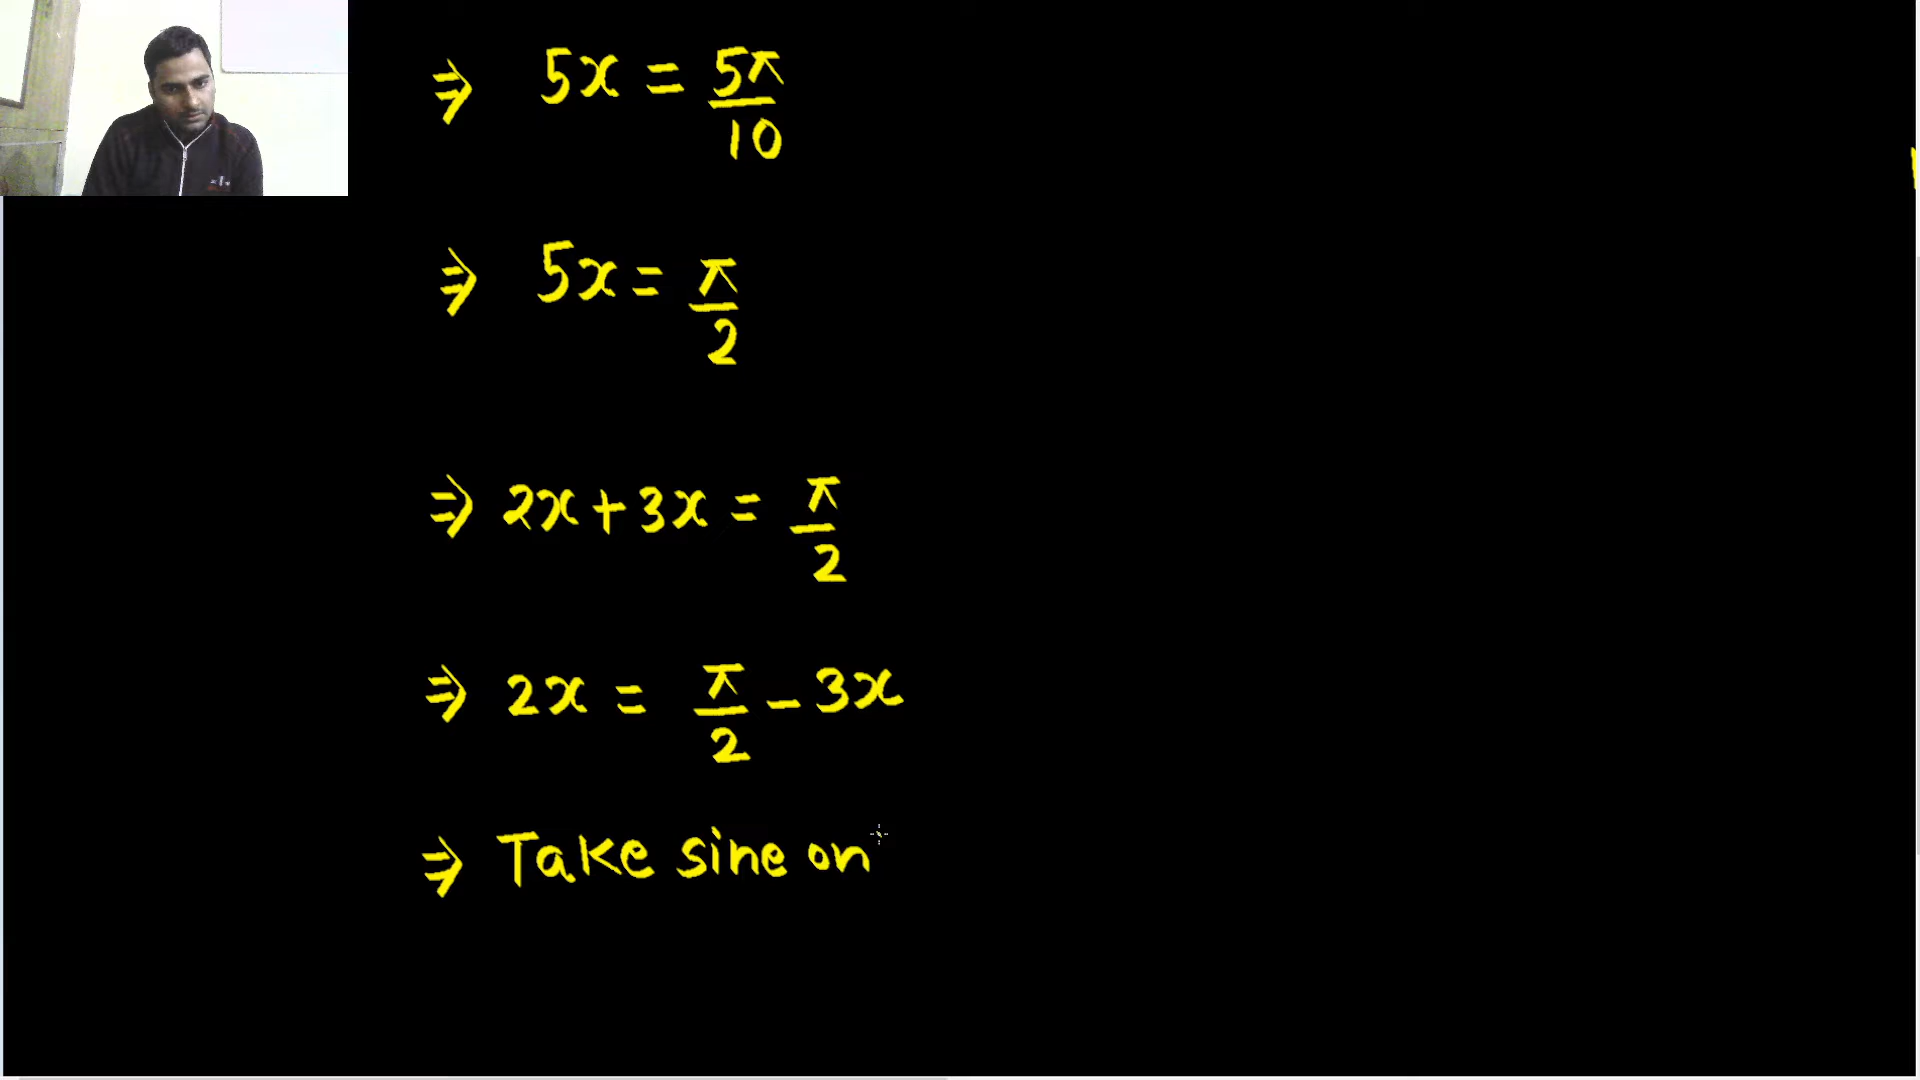 ⇒ 5x = 5π/10
⇒ 5x = π/2
⇒ 2x + 3x = π/2
⇒ 2x = π/2 - 3x
⇒ Take sine on